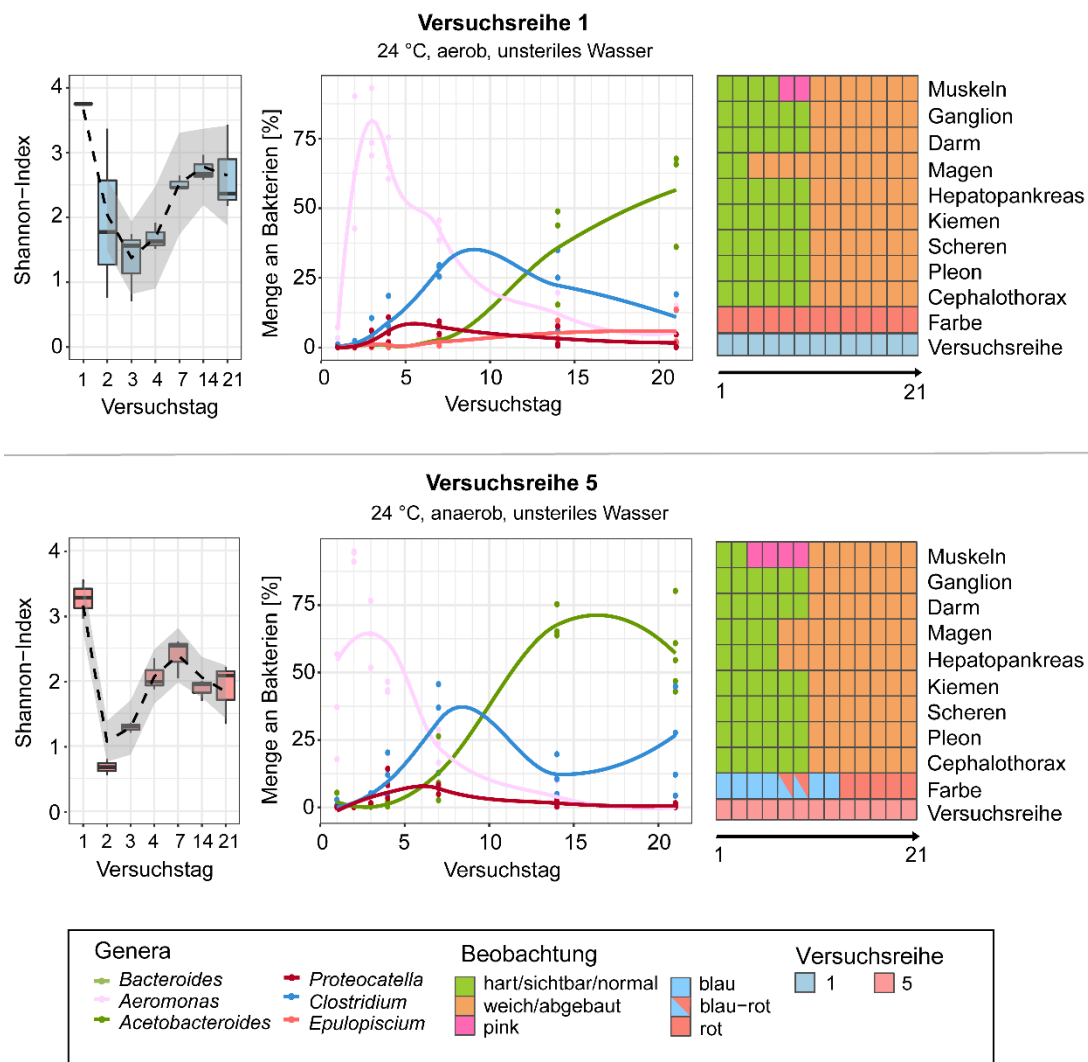 Versuchsreihe 1
24 °C, aerob, unsteriles Wasser
Shannon-Index
4
3
2
1
0
1 2 3 4 7 14 21
Versuchstag
Menge an Bakterien [%]
75
50
25
0
0 5 10 15 20
Versuchstag
Muskeln
Ganglion
Darm
Magen
Hepatopankreas
Kiemen
Scheren
Pleon
Cephalothorax
Farbe
Versuchsreihe
1 21
Versuchsreihe 5
24 °C, anaerob, unsteriles Wasser
Shannon-Index
4
3
2
1
0
1 2 3 4 7 14 21
Versuchstag
Menge an Bakterien [%]
75
50
25
0
0 5 10 15 20
Versuchstag
Muskeln
Ganglion
Darm
Magen
Hepatopankreas
Kiemen
Scheren
Pleon
Cephalothorax
Farbe
Versuchsreihe
1 21
Genera
Bacteroides
Aeromonas
Acetobacteroides
Proteocatella
Clostridium
Epulopiscium
Beobachtung
hart/sichtbar/normal
weich/abgebaut
pink
blau
blau-rot
rot
Versuchsreihe
1 5